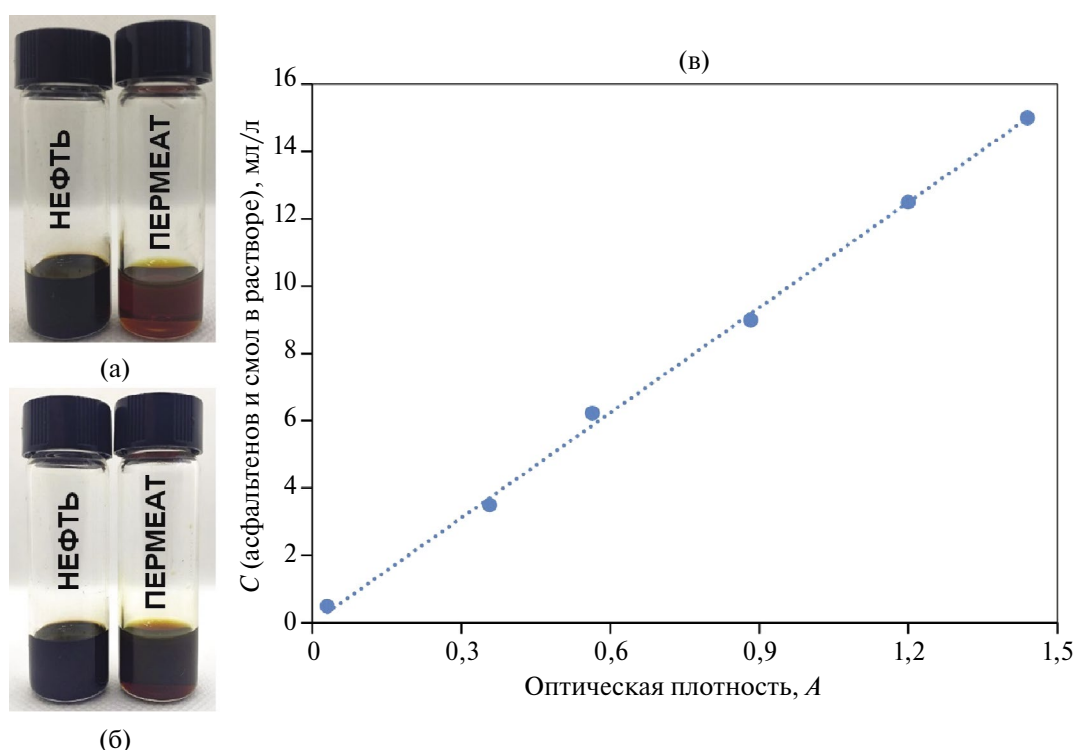 НЕФТЬ
ПЕРМЕАТ
(а)
НЕФТЬ
ПЕРМЕАТ
(б)
(в)
C (асфальтенов и смол в растворе), мл/л
16
14
12
10
8
6
4
2
0
0 0,3 0,6 0,9 1,2 1,5
Оптическая плотность, A